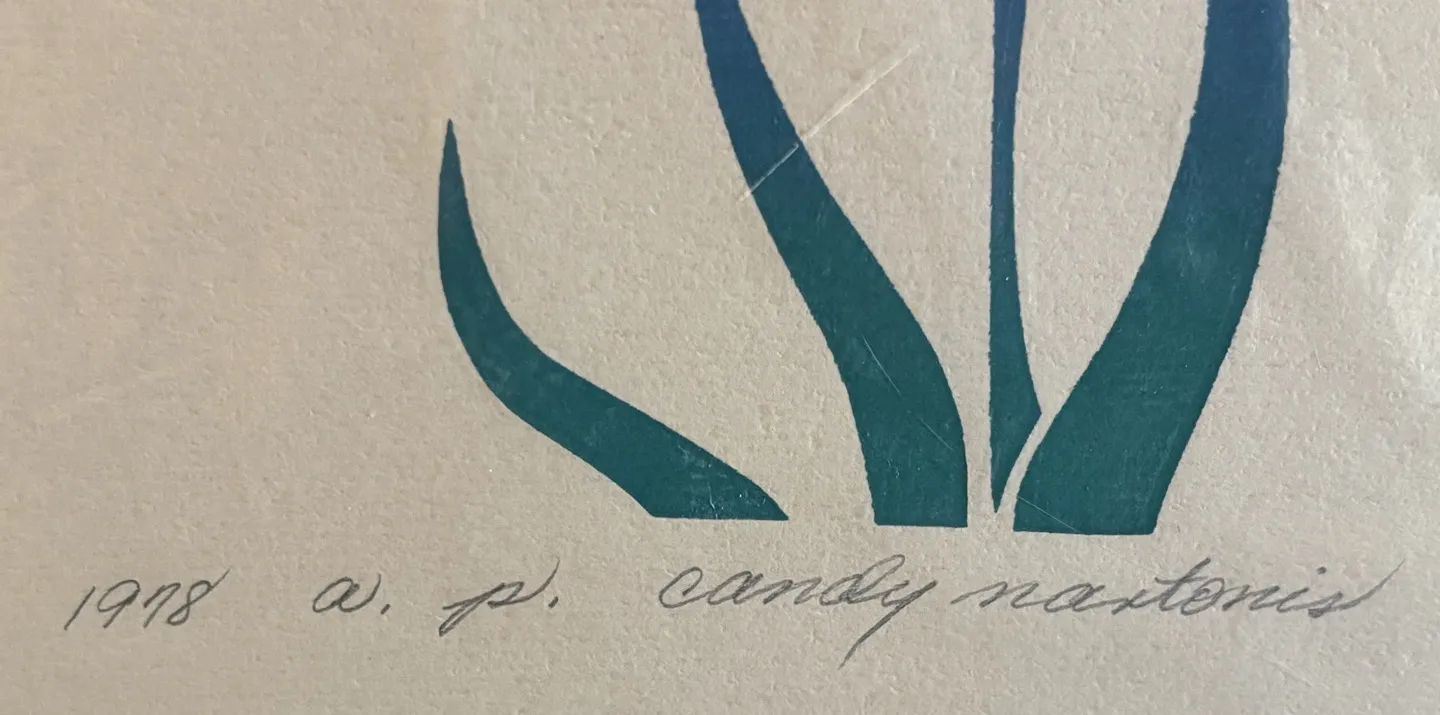 1978 a. p. candy nartonis